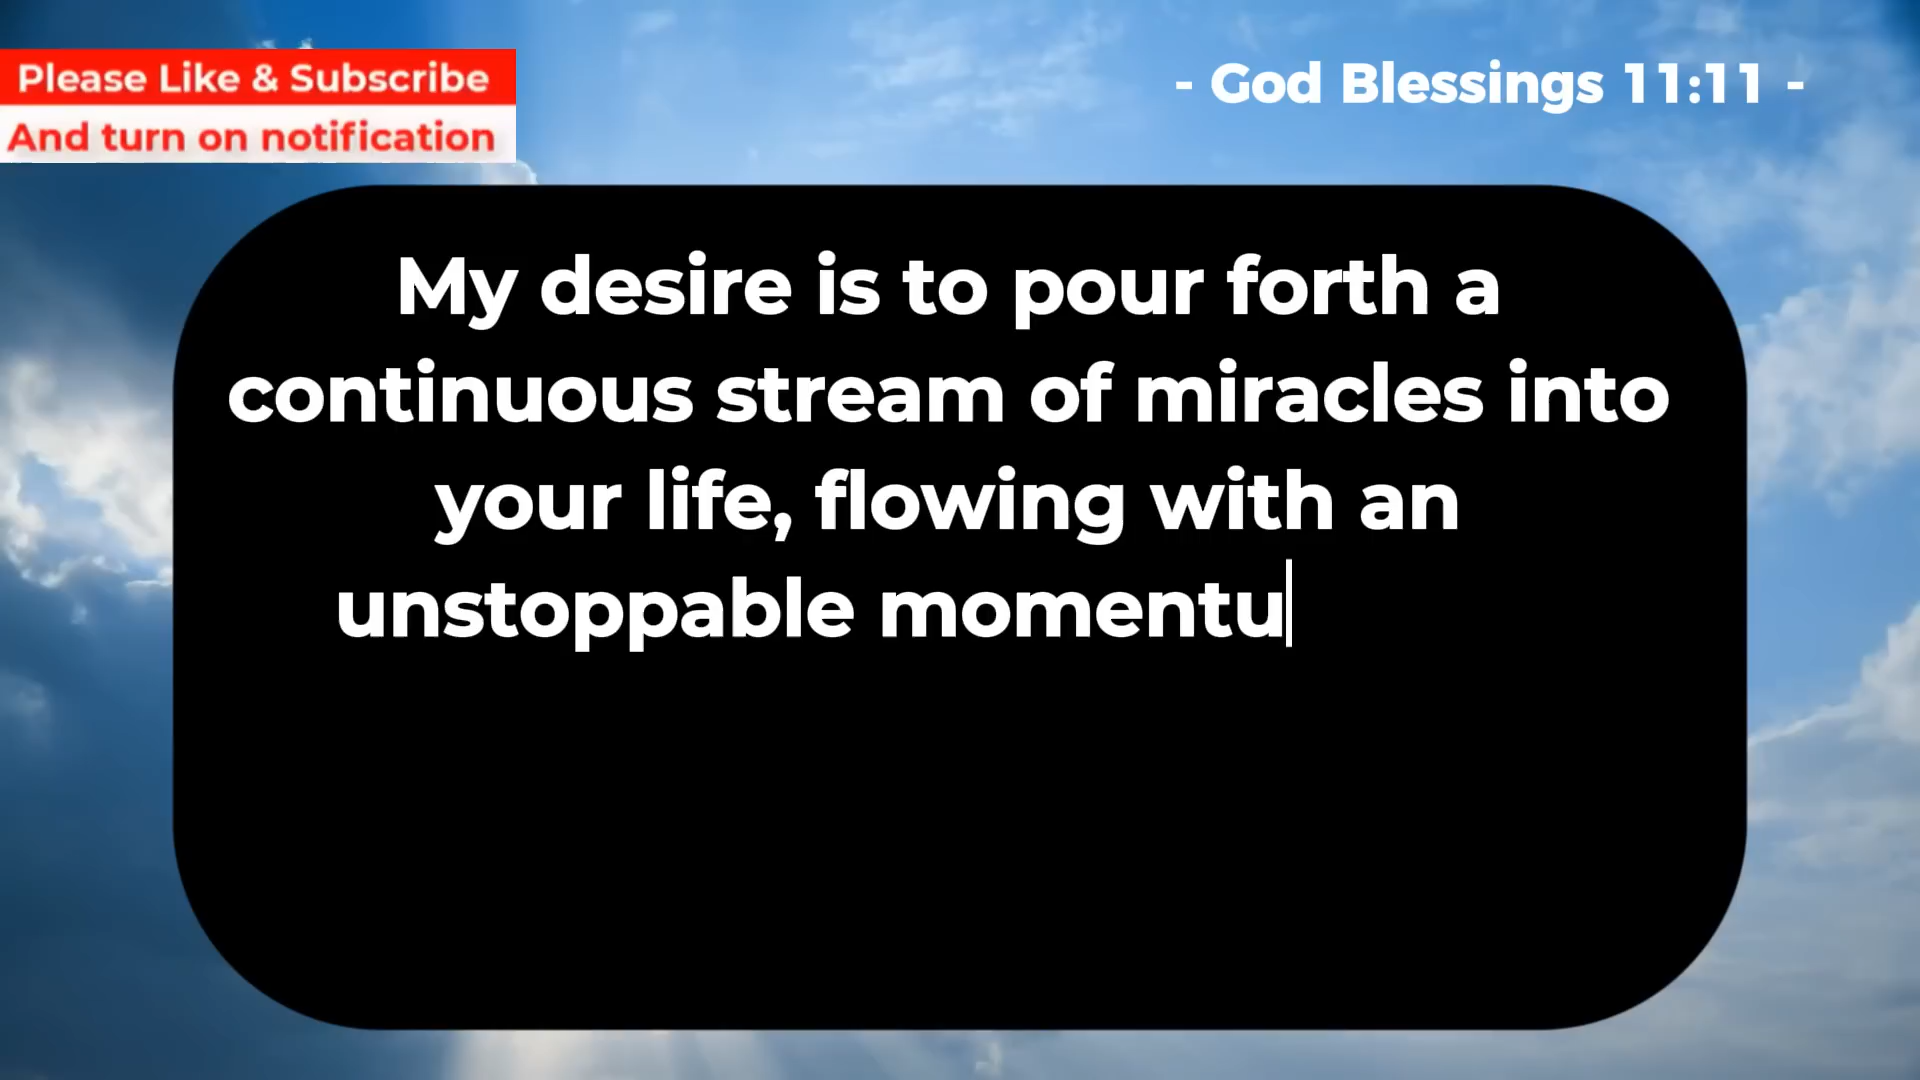 Please Like & Subscribe
And turn on notification
- God Blessings 11:11 -
My desire is to pour forth a
continuous stream of miracles into
your life, flowing with an
unstoppable momentu